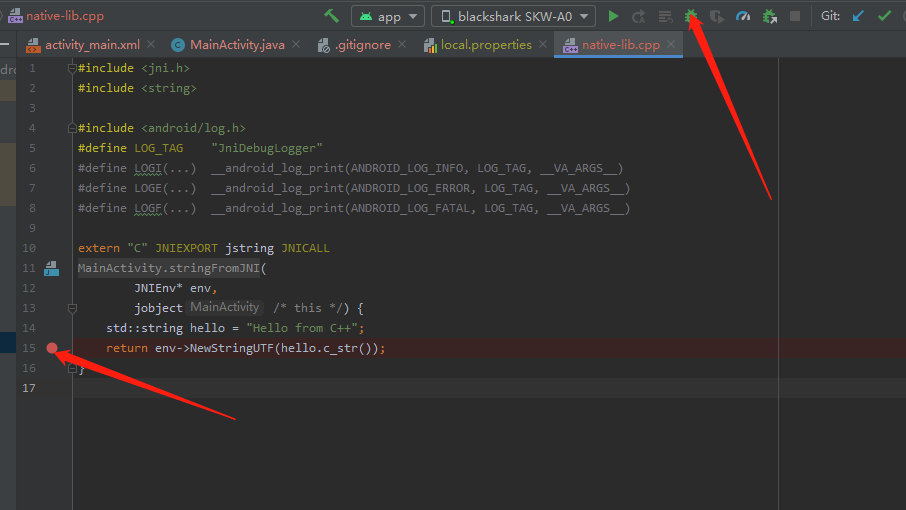 native-lib.cpp app blackshark SKW-A0 Git:
activity_main.xml MainActivity.java .gitignore local.properties native-lib.cpp
dro
1 #include <jni.h>
2 #include <string>
3
4 #include <android/log.h>
5 #define LOG_TAG "JniDebugLogger"
6 #define LOGI(...) __android_log_print(ANDROID_LOG_INFO, LOG_TAG, __VA_ARGS__)
7 #define LOGE(...) __android_log_print(ANDROID_LOG_ERROR, LOG_TAG, __VA_ARGS__)
8 #define LOGF(...) __android_log_print(ANDROID_LOG_FATAL, LOG_TAG, __VA_ARGS__)
9
10 extern "C" JNIEXPORT jstring JNICALL
11 MainActivity.stringFromJNI(
12 JNIEnv* env,
13 jobject MainActivity /* this */) {
14 std::string hello = "Hello from C++";
15 return env->NewStringUTF(hello.c_str());
16 }
17